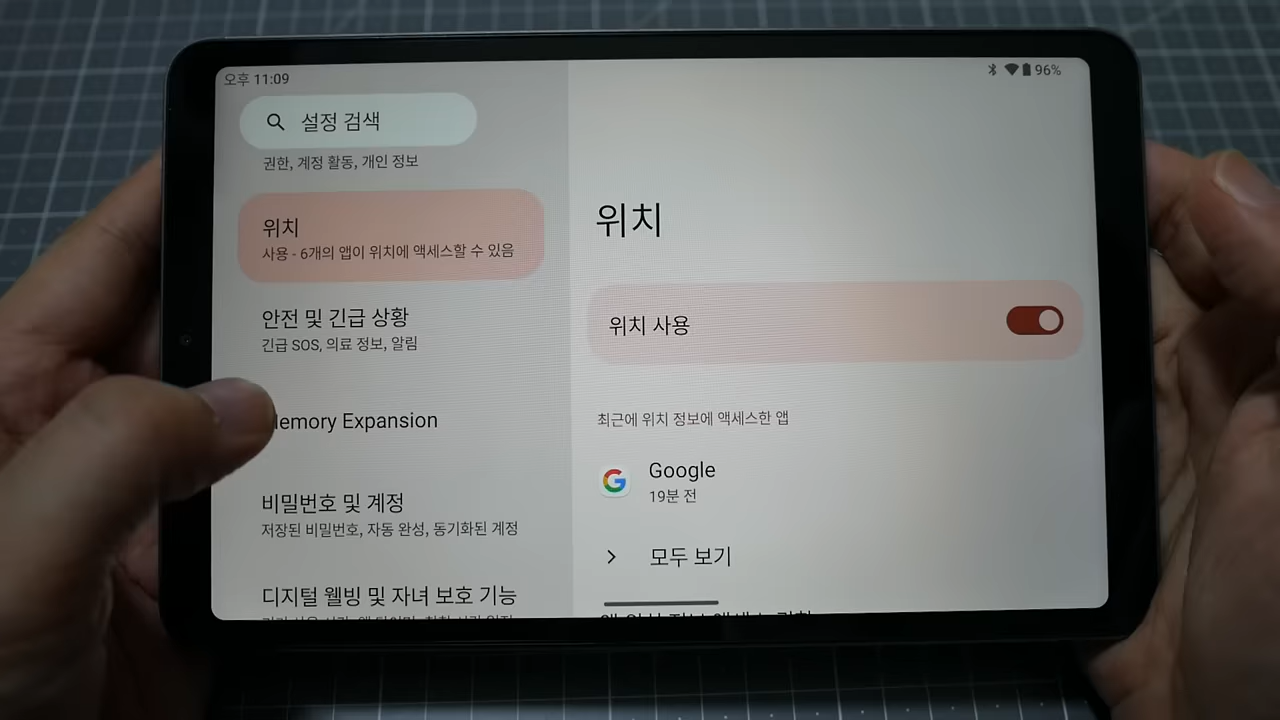 오후 11:09
96%
설정 검색
권한, 계정 활동, 개인 정보
위치
사용 - 6개의 앱이 위치에 액세스할 수 있음
안전 및 긴급 상황
긴급 SOS, 의료 정보, 알림
emory Expansion
비밀번호 및 계정
저장된 비밀번호, 자동 완성, 동기화된 계정
디지털 웰빙 및 자녀 보호 기능
위치
위치 사용
최근에 위치 정보에 액세스한 앱
Google
19분 전
모두 보기